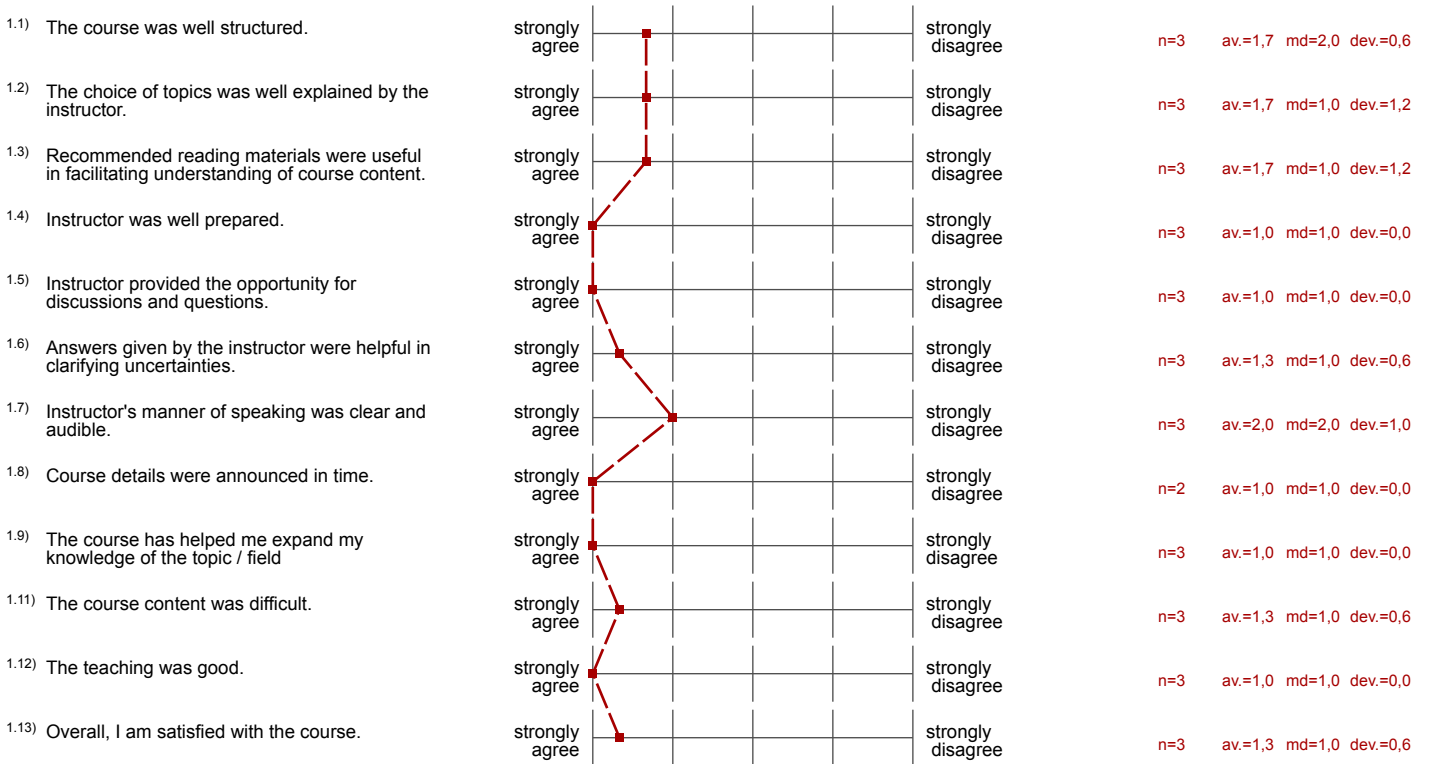 1.1) The course was well structured. strongly agree strongly disagree n=3 av.=1,7 md=2,0 dev.=0,6
1.2) The choice of topics was well explained by the
instructor. strongly agree strongly disagree n=3 av.=1,7 md=1,0 dev.=1,2
1.3) Recommended reading materials were useful
in facilitating understanding of course content. strongly agree strongly disagree n=3 av.=1,7 md=1,0 dev.=1,2
1.4) Instructor was well prepared. strongly agree strongly disagree n=3 av.=1,0 md=1,0 dev.=0,0
1.5) Instructor provided the opportunity for
discussions and questions. strongly agree strongly disagree n=3 av.=1,0 md=1,0 dev.=0,0
1.6) Answers given by the instructor were helpful in
clarifying uncertainties. strongly agree strongly disagree n=3 av.=1,3 md=1,0 dev.=0,6
1.7) Instructor's manner of speaking was clear and
audible. strongly agree strongly disagree n=3 av.=2,0 md=2,0 dev.=1,0
1.8) Course details were announced in time. strongly agree strongly disagree n=2 av.=1,0 md=1,0 dev.=0,0
1.9) The course has helped me expand my
knowledge of the topic / field strongly agree strongly disagree n=3 av.=1,0 md=1,0 dev.=0,0
1.11) The course content was difficult. strongly agree strongly disagree n=3 av.=1,3 md=1,0 dev.=0,6
1.12) The teaching was good. strongly agree strongly disagree n=3 av.=1,0 md=1,0 dev.=0,0
1.13) Overall, I am satisfied with the course. strongly agree strongly disagree n=3 av.=1,3 md=1,0 dev.=0,6